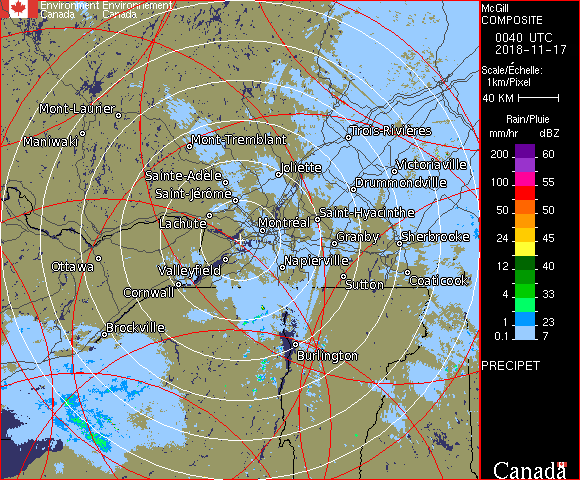 Environment Environnement
Canada Canada
Mont-Laurier
Maniwaki
Mont-Tremblant
Trois-Rivières
Joliette
Victoriaville
Sainte-Adèle
Drummondville
Saint-Jérôme
Saint-Hyacinthe
Lachute
Montréal
Granby
Sherbrooke
Ottawa
Valleyfield
Napierville
Cornwall
Sutton
Coaticook
Brockville
Burlington
McGill
COMPOSITE
0040 UTC
2018-11-17
Scale/Échelle:
1km/Pixel
40 KM
Rain/Pluie
mm/hr dBZ
200 60
100 55
50 50
24 45
12 40
4 33
1 23
0.1 7
PRECIPET
Canada